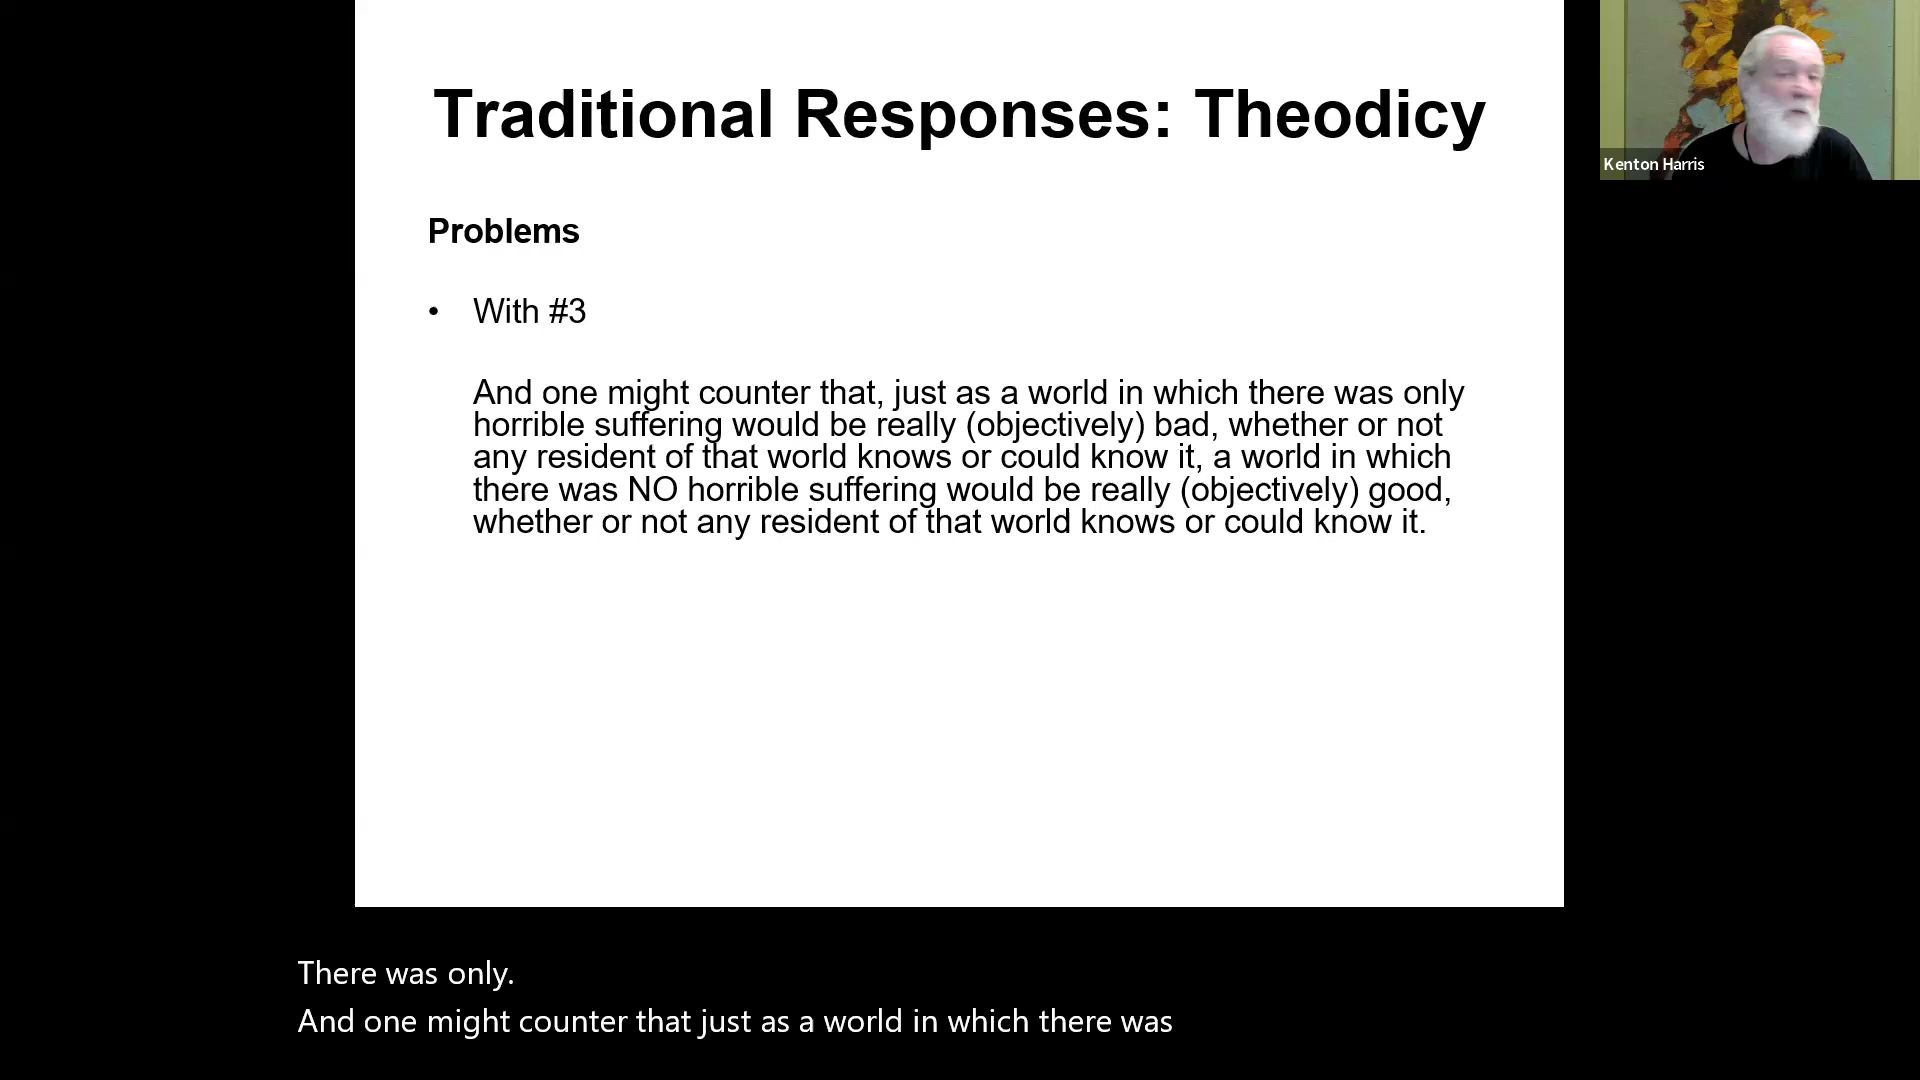 Traditional Responses: Theodicy
Kenton Harris
Problems
• With #3
And one might counter that, just as a world in which there was only
horrible suffering would be really (objectively) bad, whether or not
any resident of that world knows or could know it, a world in which
there was NO horrible suffering would be really (objectively) good,
whether or not any resident of that world knows or could know it.
There was only.
And one might counter that just as a world in which there was